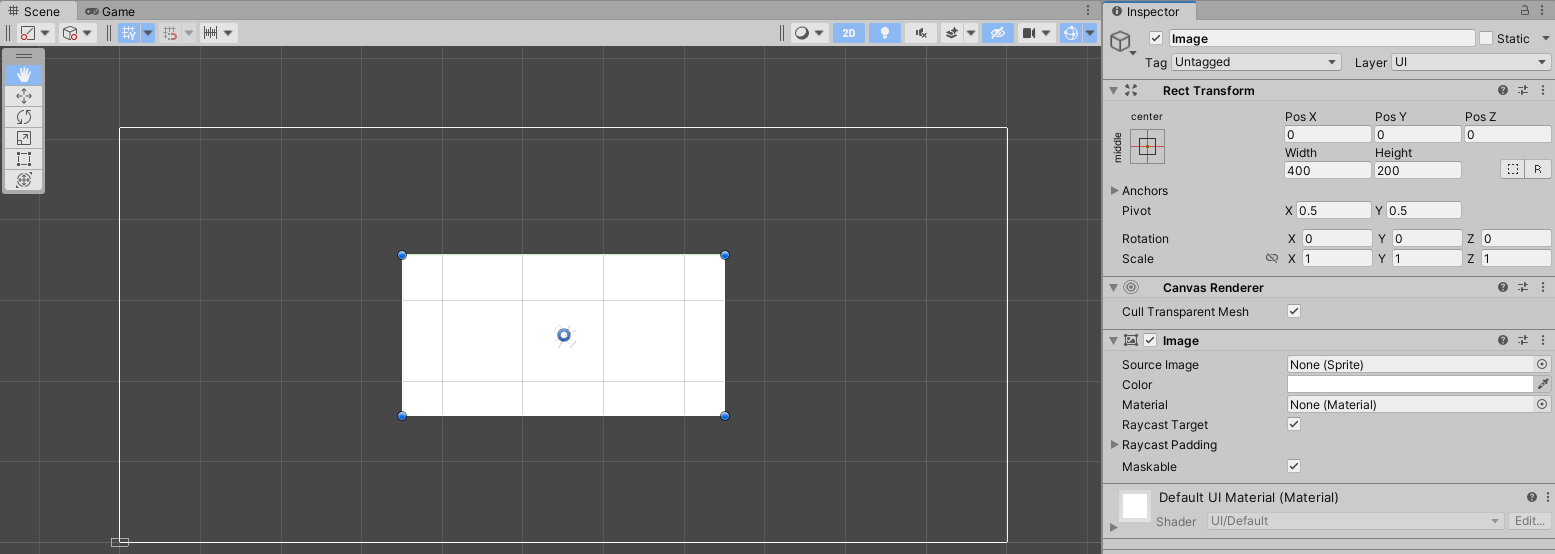 Scene Game
Inspector
2D
Image Static
Tag Untagged Layer UI
Rect Transform
center
middle
Pos X Pos Y Pos Z
0 0 0
Width Height
400 200
R
Anchors
Pivot X 0.5 Y 0.5
Rotation X 0 Y 0 Z 0
Scale X 1 Y 1 Z 1
Canvas Renderer
Cull Transparent Mesh
Image
Source Image None (Sprite)
Color
Material None (Material)
Raycast Target
Raycast Padding
Maskable
Default UI Material (Material)
Shader UI/Default Edit...